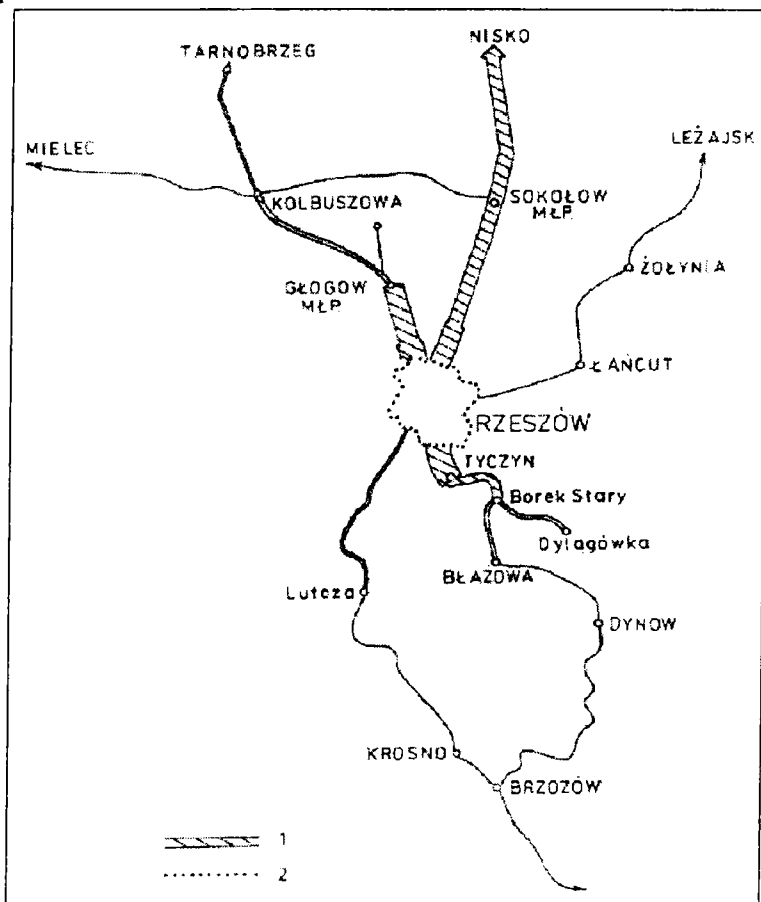 NISKO
TARNOBRZEG
LEŻAJSK
MIELEC
KOLBUSZOWA
SOKOŁÓW
MŁP.
ŻOŁYNIA
GŁOGÓW
MŁP.
ŁAŃCUT
RZESZÓW
TYCZYN
Borek Stary
Dylągówka
BŁAŻOWA
Lutcza
DYNÓW
KROSNO
BRZOZÓW
1
2